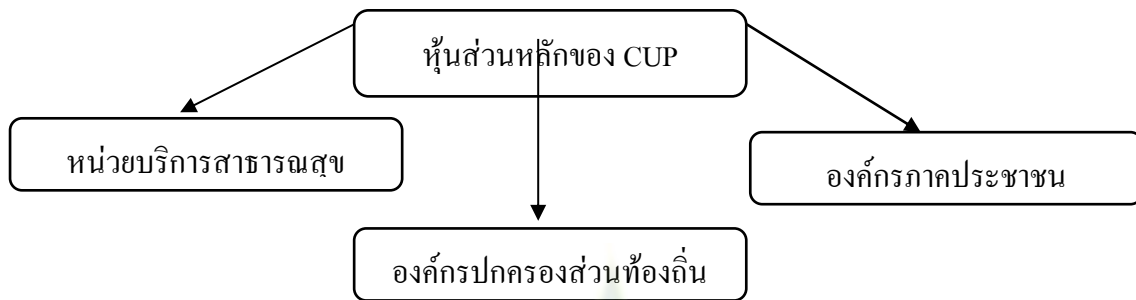 หุ้นส่วนหลักของ CUP
หน่วยบริการสาธารณสุข
องค์กรภาคประชาชน
องค์กรปกครองส่วนท้องถิ่น